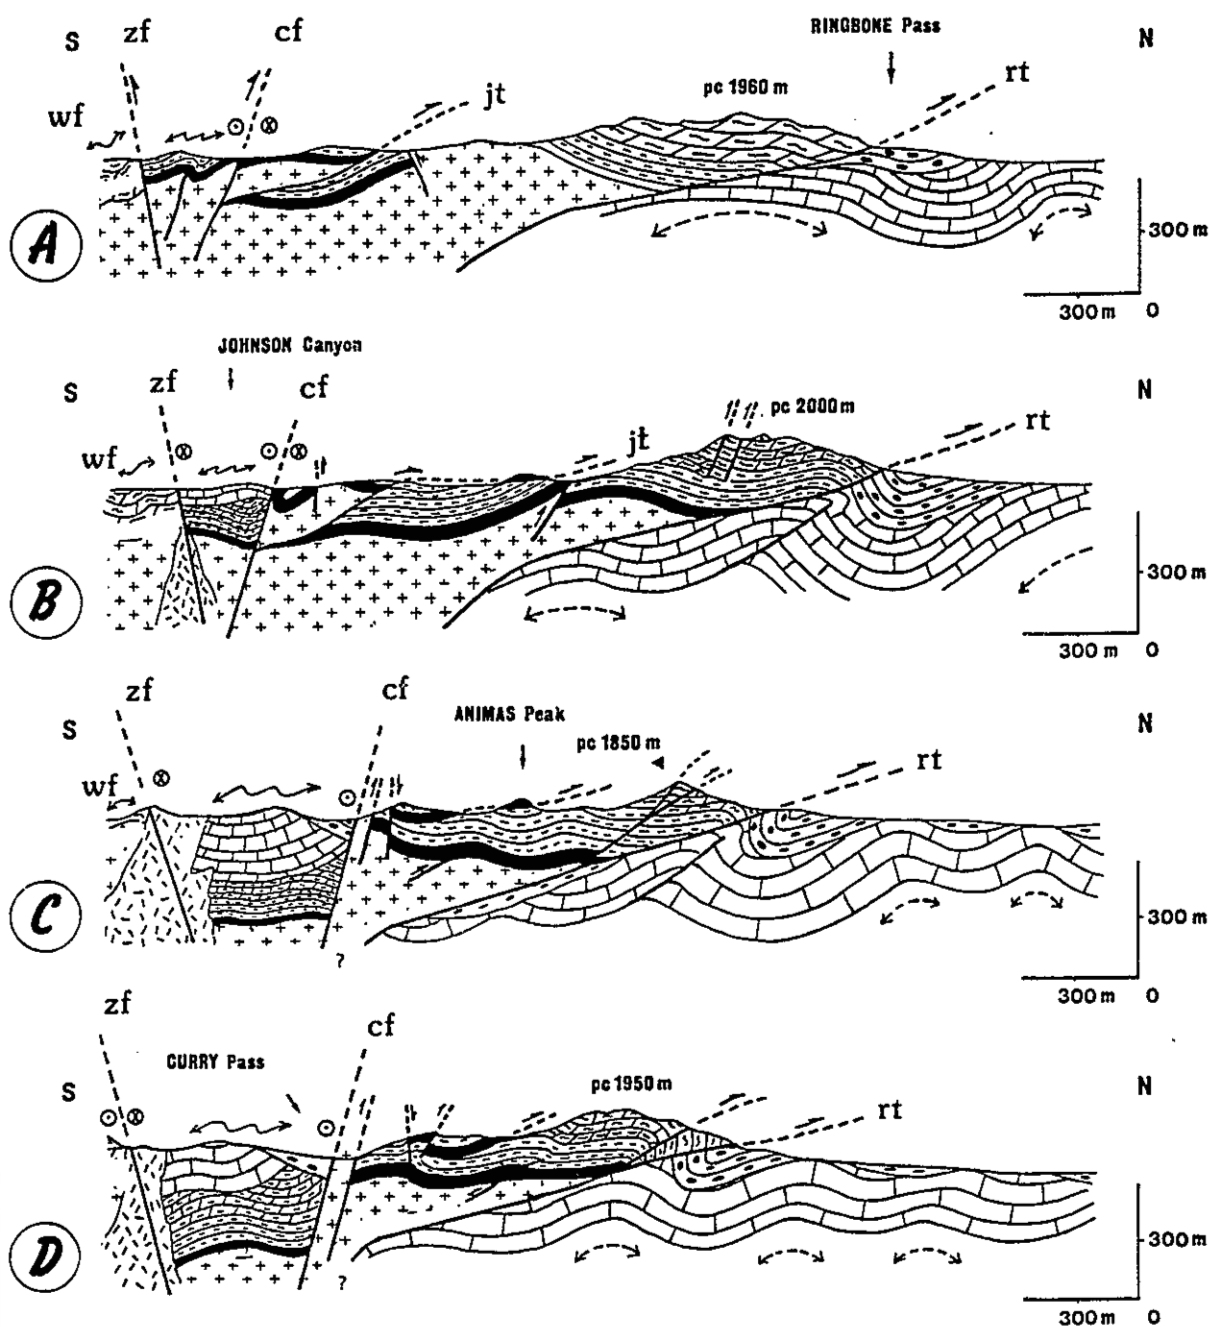 RINGBONE Pass
S zf cf N
pc 1960 m rt
wf jt
A
300 m
300 m 0
JOHNSON Canyon
S zf cf N
pc 2000 m rt
wf jt
B
300 m
300 m 0
zf cf
S ANIMAS Peak N
pc 1850 m
wf rt
C
300 m
? 300 m 0
zf cf
CURRY Pass
S pc 1950 m N
rt
D
300 m
? 300 m 0